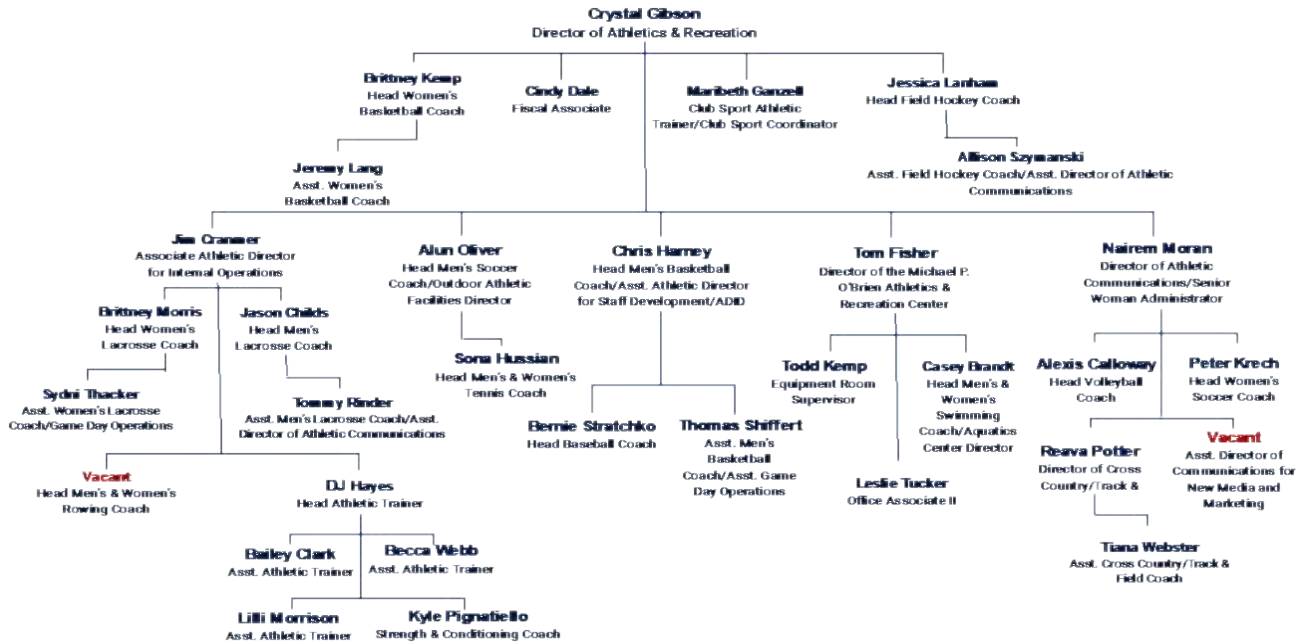 Crystal Gibson
Director of Athletics & Recreation
Brittney Kemp
Head Women's
Basketball Coach
Cindy Dale
Fiscal Associate
Maribeth Ganzell
Club Sport Athletic
Trainer/Club Sport Coordinator
Jessica Lanham
Head Field Hockey Coach
Jeremy Lang
Asst. Women's
Basketball Coach
Allison Szymanski
Asst. Field Hockey Coach/Asst. Director of Athletic
Communications
Jim Cranmer
Associate Athletic Director
for Internal Operations
Alun Oliver
Head Men's Soccer
Coach/Outdoor Athletic
Facilities Director
Chris Harney
Head Men's Basketball
Coach/Asst. Athletic Director
for Staff Development/ADID
Tom Fisher
Director of the Michael P.
O'Brien Athletics &
Recreation Center
Nairem Moran
Director of Athletic
Communications/Senior
Woman Administrator
Brittney Morris
Head Women's
Lacrosse Coach
Jason Childs
Head Men's
Lacrosse Coach
Sona Hussian
Head Men's & Women's
Tennis Coach
Todd Kemp
Equipment Room
Supervisor
Casey Brandt
Head Men's &
Women's
Swimming
Coach/Aquatics
Center Director
Alexis Calloway
Head Volleyball
Coach
Peter Krech
Head Women's
Soccer Coach
Sydni Thacker
Asst. Women's Lacrosse
Coach/Game Day Operations
Tommy Rinder
Asst. Men's Lacrosse Coach/Asst.
Director of Athletic Communications
Bernie Stratchko
Head Baseball Coach
Thomas Shiffert
Asst. Men's
Basketball
Coach/Asst. Game
Day Operations
Leslie Tucker
Office Associate II
Reava Potter
Director of Cross
Country/Track &
Vacant
Asst. Director of
Communications for
New Media and
Marketing
Vacant
Head Men's & Women's
Rowing Coach
DJ Hayes
Head Athletic Trainer
Tiana Webster
Asst. Cross Country/Track &
Field Coach
Bailey Clark
Asst. Athletic Trainer
Becca Webb
Asst. Athletic Trainer
Lilli Morrison
Asst. Athletic Trainer
Kyle Pignatiello
Strength & Conditioning Coach